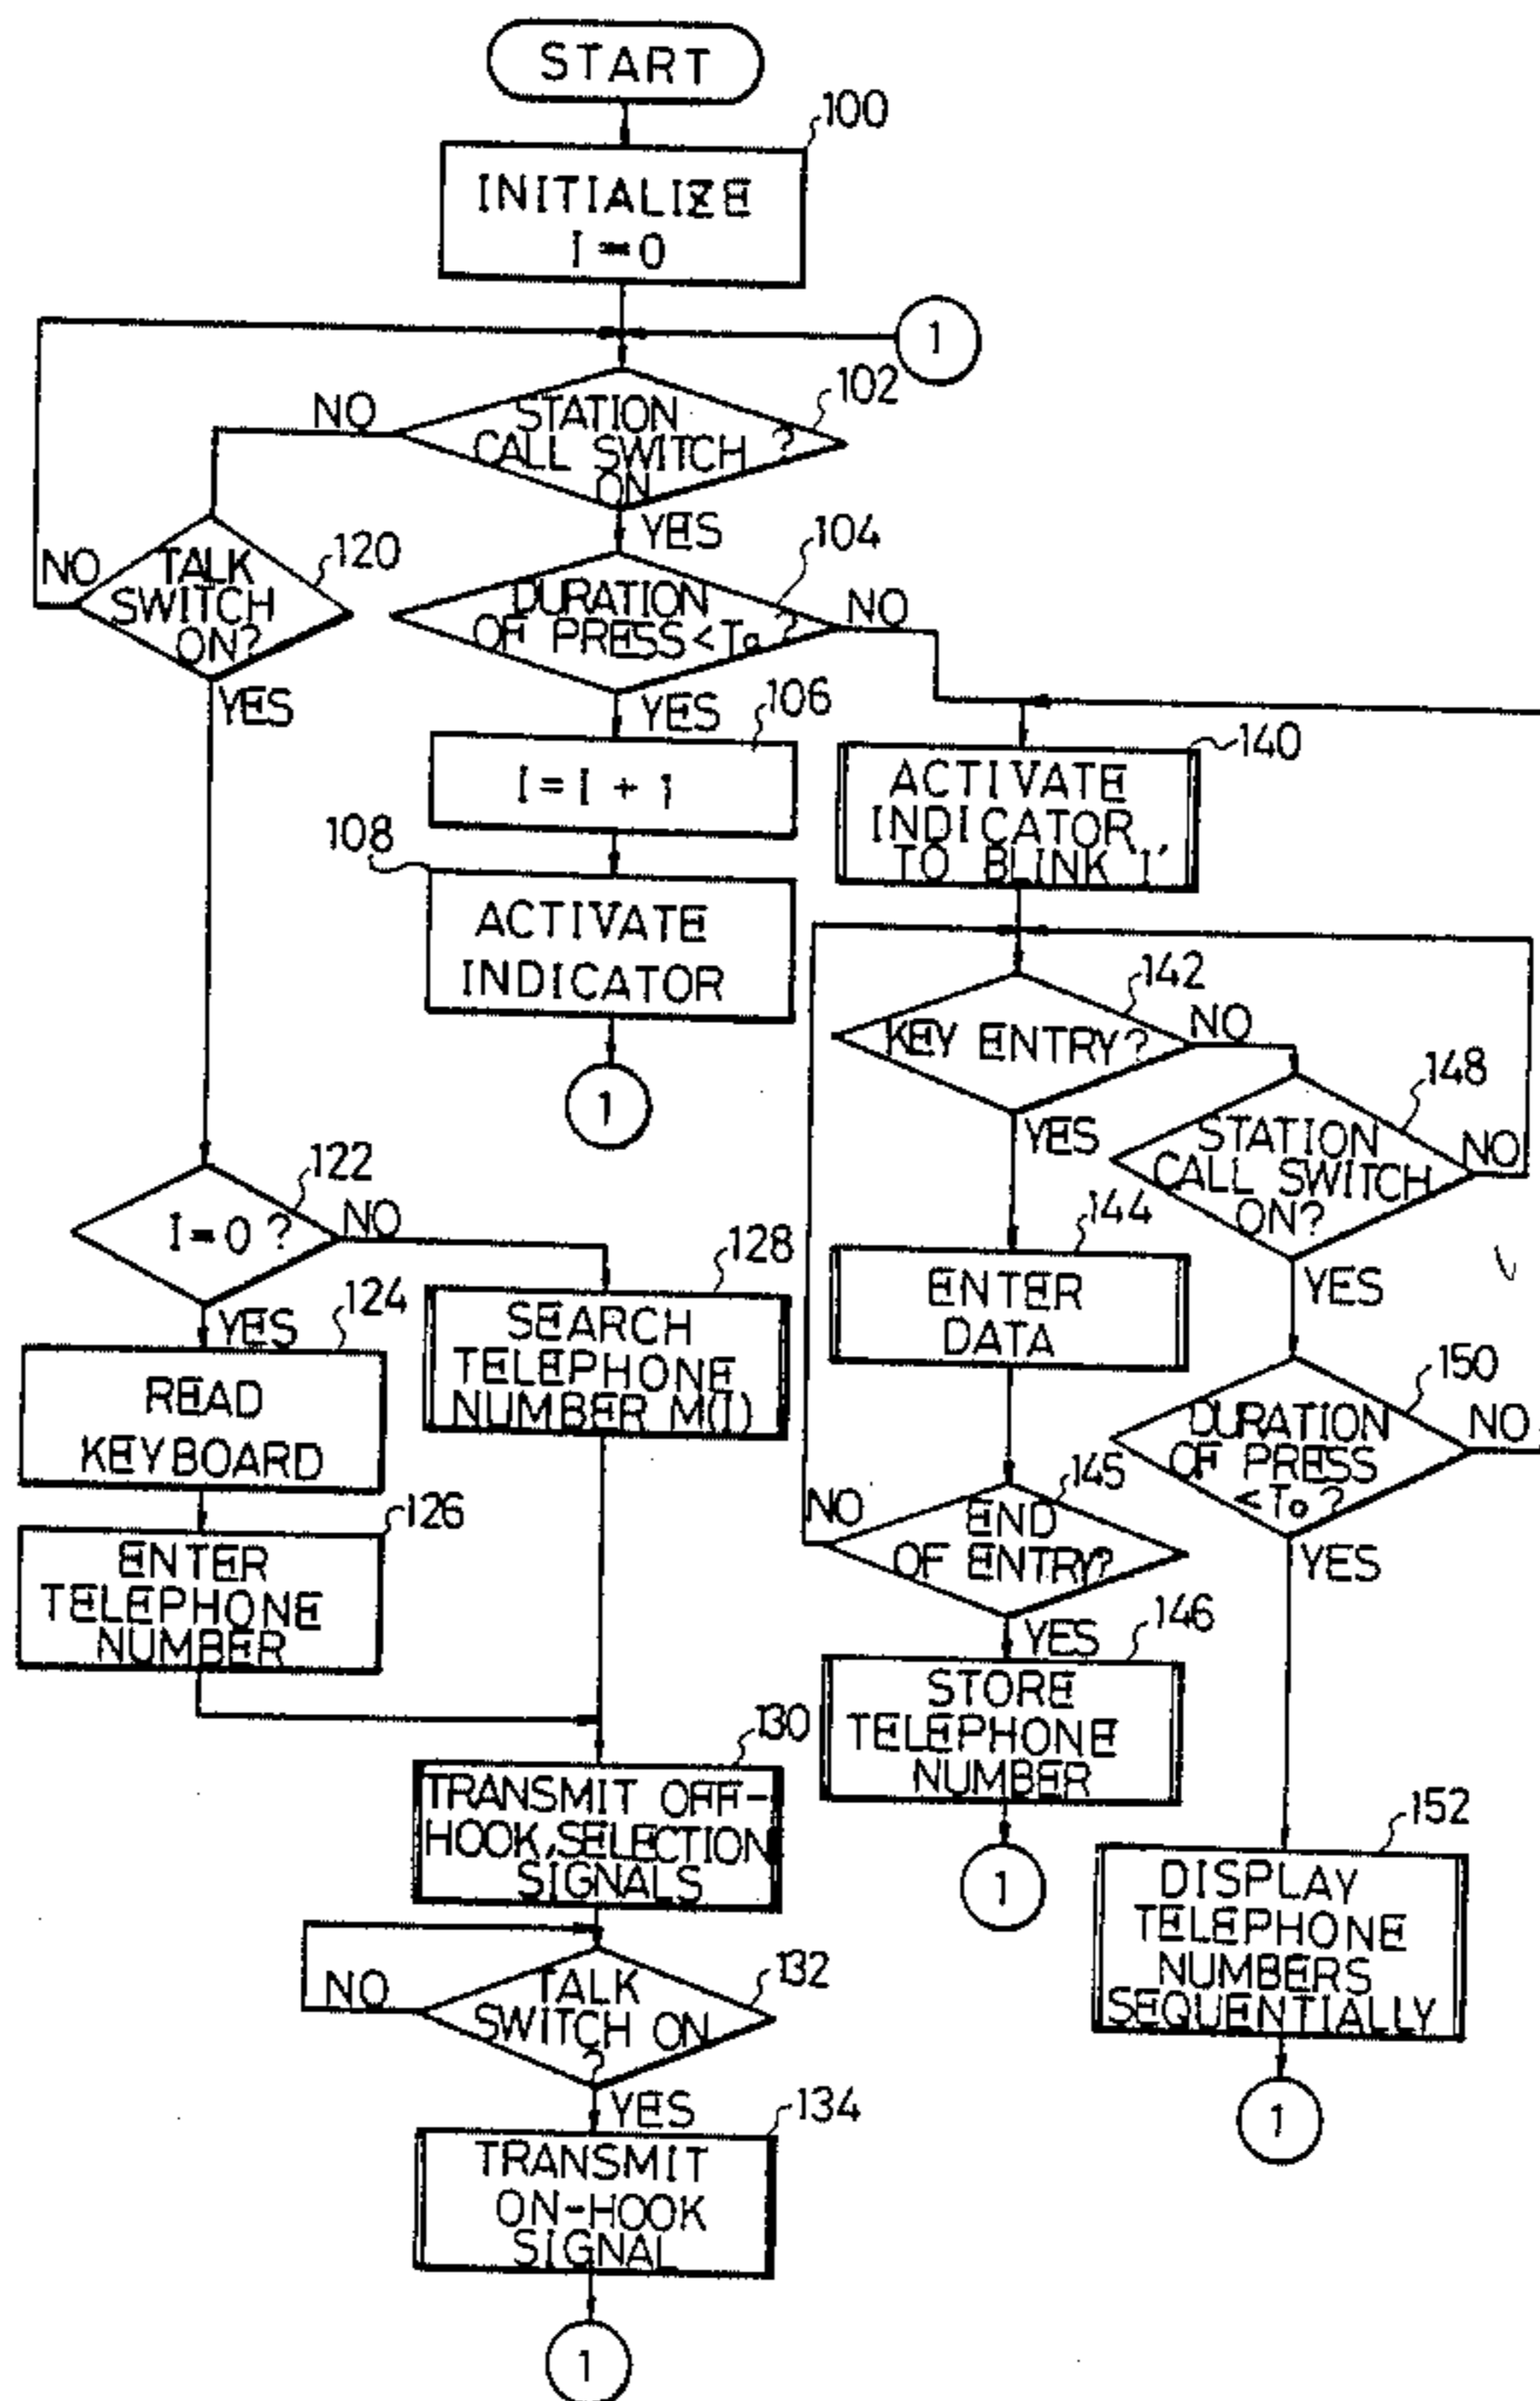 START
100
INITIALIZE
I=0
1
102
NO
STATION
CALL SWITCH ?
ON
YES
120
NO
TALK
SWITCH
ON?
YES
104
DURATION
OF PRESS<To ?
NO
YES
106
I=I + 1
108
ACTIVATE
INDICATOR
1
140
ACTIVATE
INDICATOR
TO BLINK 'I'
142
KEY ENTRY?
NO
YES
148
STATION
CALL SWITCH
ON?
NO
YES
122
I=0 ?
NO
YES
124
READ
KEYBOARD
126
ENTER
TELEPHONE
NUMBER
128
SEARCH
TELEPHONE
NUMBER M(I)
144
ENTER
DATA
145
END
OF ENTRY?
NO
YES
146
STORE
TELEPHONE
NUMBER
1
150
DURATION
OF PRESS
<To ?
NO
YES
152
DISPLAY
TELEPHONE
NUMBERS
SEQUENTIALLY
1
130
TRANSMIT OFF-
HOOK,SELECTION
SIGNALS
132
TALK
SWITCH ON
?
NO
YES
134
TRANSMIT
ON-HOOK
SIGNAL
1